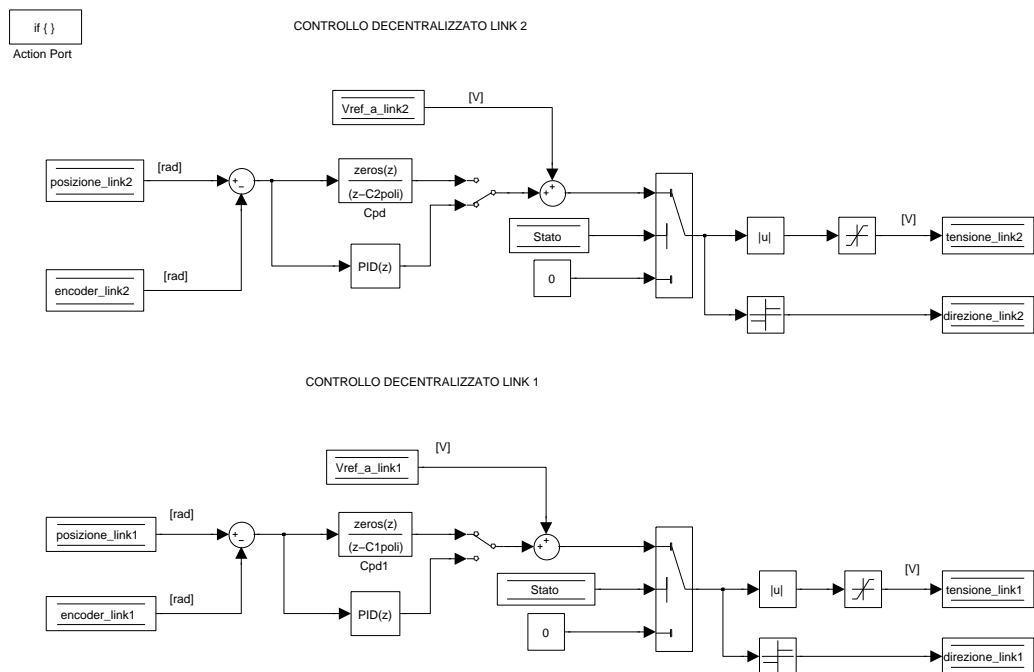 if { }
Action Port
CONTROLLO DECENTRALIZZATO LINK 2
[V]
Vref_a_link2
[rad]
posizione_link2
+
−
zeros(z)
(z-C2poli)
Cpd
+
+
Stato
|u|
[V]
tensione_link2
PID(z)
0
[rad]
encoder_link2
direzione_link2
CONTROLLO DECENTRALIZZATO LINK 1
[V]
Vref_a_link1
[rad]
posizione_link1
+
−
zeros(z)
(z-C1poli)
Cpd1
+
+
Stato
|u|
[V]
tensione_link1
[rad]
encoder_link1
PID(z)
0
direzione_link1